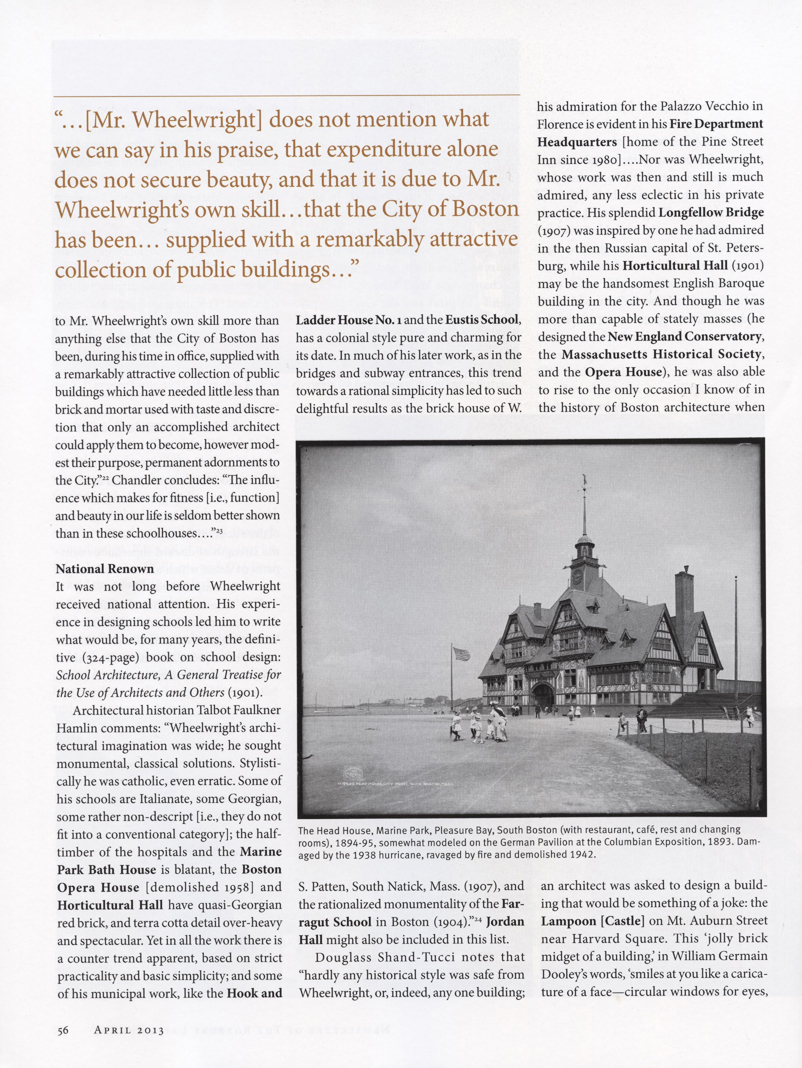 “…[Mr. Wheelwright] does not mention what
we can say in his praise, that expenditure alone
does not secure beauty, and that it is due to Mr.
Wheelwright’s own skill…that the City of Boston
has been… supplied with a remarkably attractive
collection of public buildings…”
to Mr. Wheelwright’s own skill more than
anything else that the City of Boston has
been, during his time in office, supplied with
a remarkably attractive collection of public
buildings which have needed little less than
brick and mortar used with taste and discre-
tion that only an accomplished architect
could apply them to become, however mod-
est their purpose, permanent adornments to
the City.”²² Chandler concludes: “The influ-
ence which makes for fitness [i.e., function]
and beauty in our life is seldom better shown
than in these schoolhouses….”²³
National Renown
It was not long before Wheelwright
received national attention. His experi-
ence in designing schools led him to write
what would be, for many years, the defini-
tive (324-page) book on school design:
School Architecture, A General Treatise for
the Use of Architects and Others (1901).
Architectural historian Talbot Faulkner
Hamlin comments: “Wheelwright’s archi-
tectural imagination was wide; he sought
monumental, classical solutions. Stylisti-
cally he was catholic, even erratic. Some of
his schools are Italianate, some Georgian,
some rather non-descript [i.e., they do not
fit into a conventional category]; the half-
timber of the hospitals and the Marine
Park Bath House is blatant, the Boston
Opera House [demolished 1958] and
Horticultural Hall have quasi-Georgian
red brick, and terra cotta detail over-heavy
and spectacular. Yet in all the work there is
a counter trend apparent, based on strict
practicality and basic simplicity; and some
of his municipal work, like the Hook and
Ladder House No. 1 and the Eustis School,
has a colonial style pure and charming for
its date. In much of his later work, as in the
bridges and subway entrances, this trend
towards a rational simplicity has led to such
delightful results as the brick house of W.
S. Patten, South Natick, Mass. (1907), and
the rationalized monumentality of the Far-
ragut School in Boston (1904).”²⁴ Jordan
Hall might also be included in this list.
Douglass Shand-Tucci notes that
“hardly any historical style was safe from
Wheelwright, or, indeed, any one building;
his admiration for the Palazzo Vecchio in
Florence is evident in his Fire Department
Headquarters [home of the Pine Street
Inn since 1980]….Nor was Wheelwright,
whose work was then and still is much
admired, any less eclectic in his private
practice. His splendid Longfellow Bridge
(1907) was inspired by one he had admired
in the then Russian capital of St. Peters-
burg, while his Horticultural Hall (1901)
may be the handsomest English Baroque
building in the city. And though he was
more than capable of stately masses (he
designed the New England Conservatory,
the Massachusetts Historical Society,
and the Opera House), he was also able
to rise to the only occasion I know of in
the history of Boston architecture when
an architect was asked to design a build-
ing that would be something of a joke: the
Lampoon [Castle] on Mt. Auburn Street
near Harvard Square. This ‘jolly brick
midget of a building,’ in William Germain
Dooley’s words, ‘smiles at you like a carica-
ture of a face—circular windows for eyes,
The Head House, Marine Park, Pleasure Bay, South Boston (with restaurant, café, rest and changing
rooms), 1894-95, somewhat modeled on the German Pavilion at the Columbian Exposition, 1893. Dam-
aged by the 1938 hurricane, ravaged by fire and demolished 1942.
56 April 2013